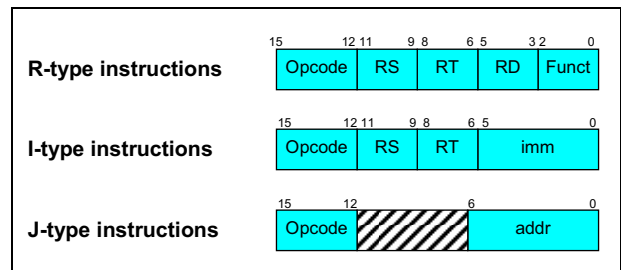 15 12 11 9 8 6 5 3 2 0
R-type instructions Opcode RS RT RD Funct
15 12 11 9 8 6 5 0
I-type instructions Opcode RS RT imm
15 12 6 0
J-type instructions Opcode addr